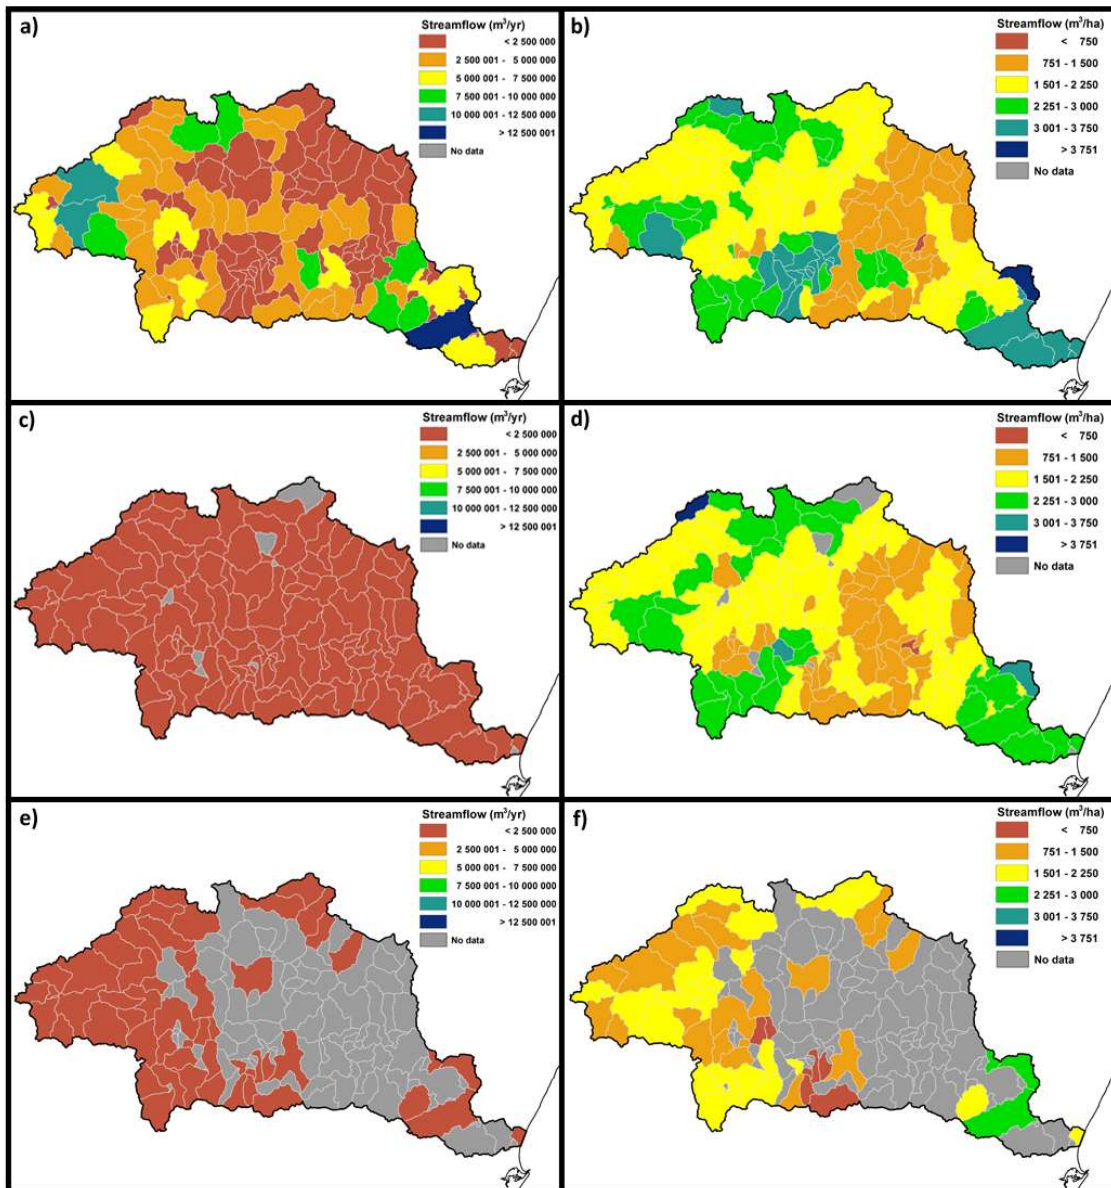 a)
Streamflow (m³/yr)
< 2 500 000
2 500 001 - 5 000 000
5 000 001 - 7 500 000
7 500 001 - 10 000 000
10 000 001 - 12 500 000
> 12 500 001
No data
b)
Streamflow (m³/ha)
< 750
751 - 1 500
1 501 - 2 250
2 251 - 3 000
3 001 - 3 750
> 3 751
No data
c)
Streamflow (m³/yr)
< 2 500 000
2 500 001 - 5 000 000
5 000 001 - 7 500 000
7 500 001 - 10 000 000
10 000 001 - 12 500 000
> 12 500 001
No data
d)
Streamflow (m³/ha)
< 750
751 - 1 500
1 501 - 2 250
2 251 - 3 000
3 001 - 3 750
> 3 751
No data
e)
Streamflow (m³/yr)
< 2 500 000
2 500 001 - 5 000 000
5 000 001 - 7 500 000
7 500 001 - 10 000 000
10 000 001 - 12 500 000
> 12 500 001
No data
f)
Streamflow (m³/ha)
< 750
751 - 1 500
1 501 - 2 250
2 251 - 3 000
3 001 - 3 750
> 3 751
No data